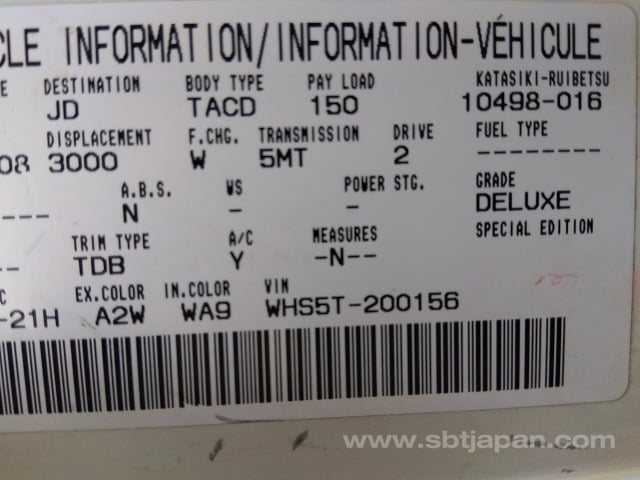 CLE INFORMATION/INFORMATION-VÉHICULE
E DESTINATION BODY TYPE PAY LOAD KATASIKI-RUIBETSU
JD TACD 150 10498-016
DISPLACEMENT F.CHG. TRANSMISSION DRIVE FUEL TYPE
08 3000 W 5MT 2 --------
A.B.S. WS POWER STG. GRADE
--- N - - DELUXE
TRIM TYPE A/C MEASURES SPECIAL EDITION
-- TDB Y -N--
C EX.COLOR IN.COLOR VIN
-21H A2W WA9 WHS5T-200156
www.sbtjapan.com